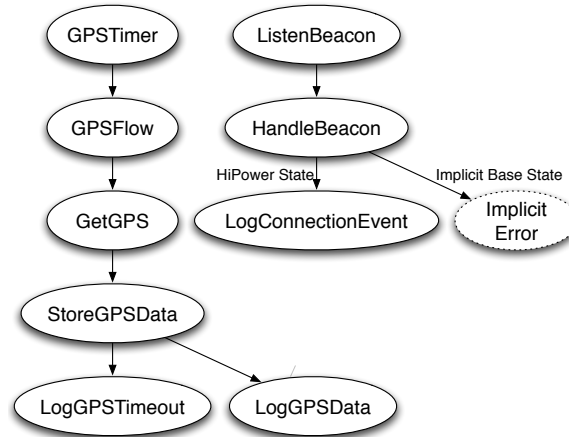 GPSTimer
ListenBeacon
GPSFlow
HandleBeacon
HiPower State
Implicit Base State
GetGPS
LogConnectionEvent
Implicit
Error
StoreGPSData
LogGPSTimeout
LogGPSData